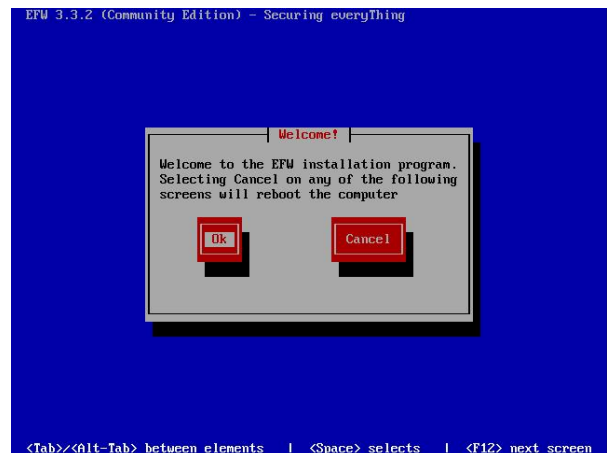 EFW 3.3.2 (Community Edition) - Securing everyThing
Welcome!
Welcome to the EFW installation program.
Selecting Cancel on any of the following
screens will reboot the computer
Ok Cancel
<Tab>/<Alt-Tab> between elements | <Space> selects | <F12> next screen